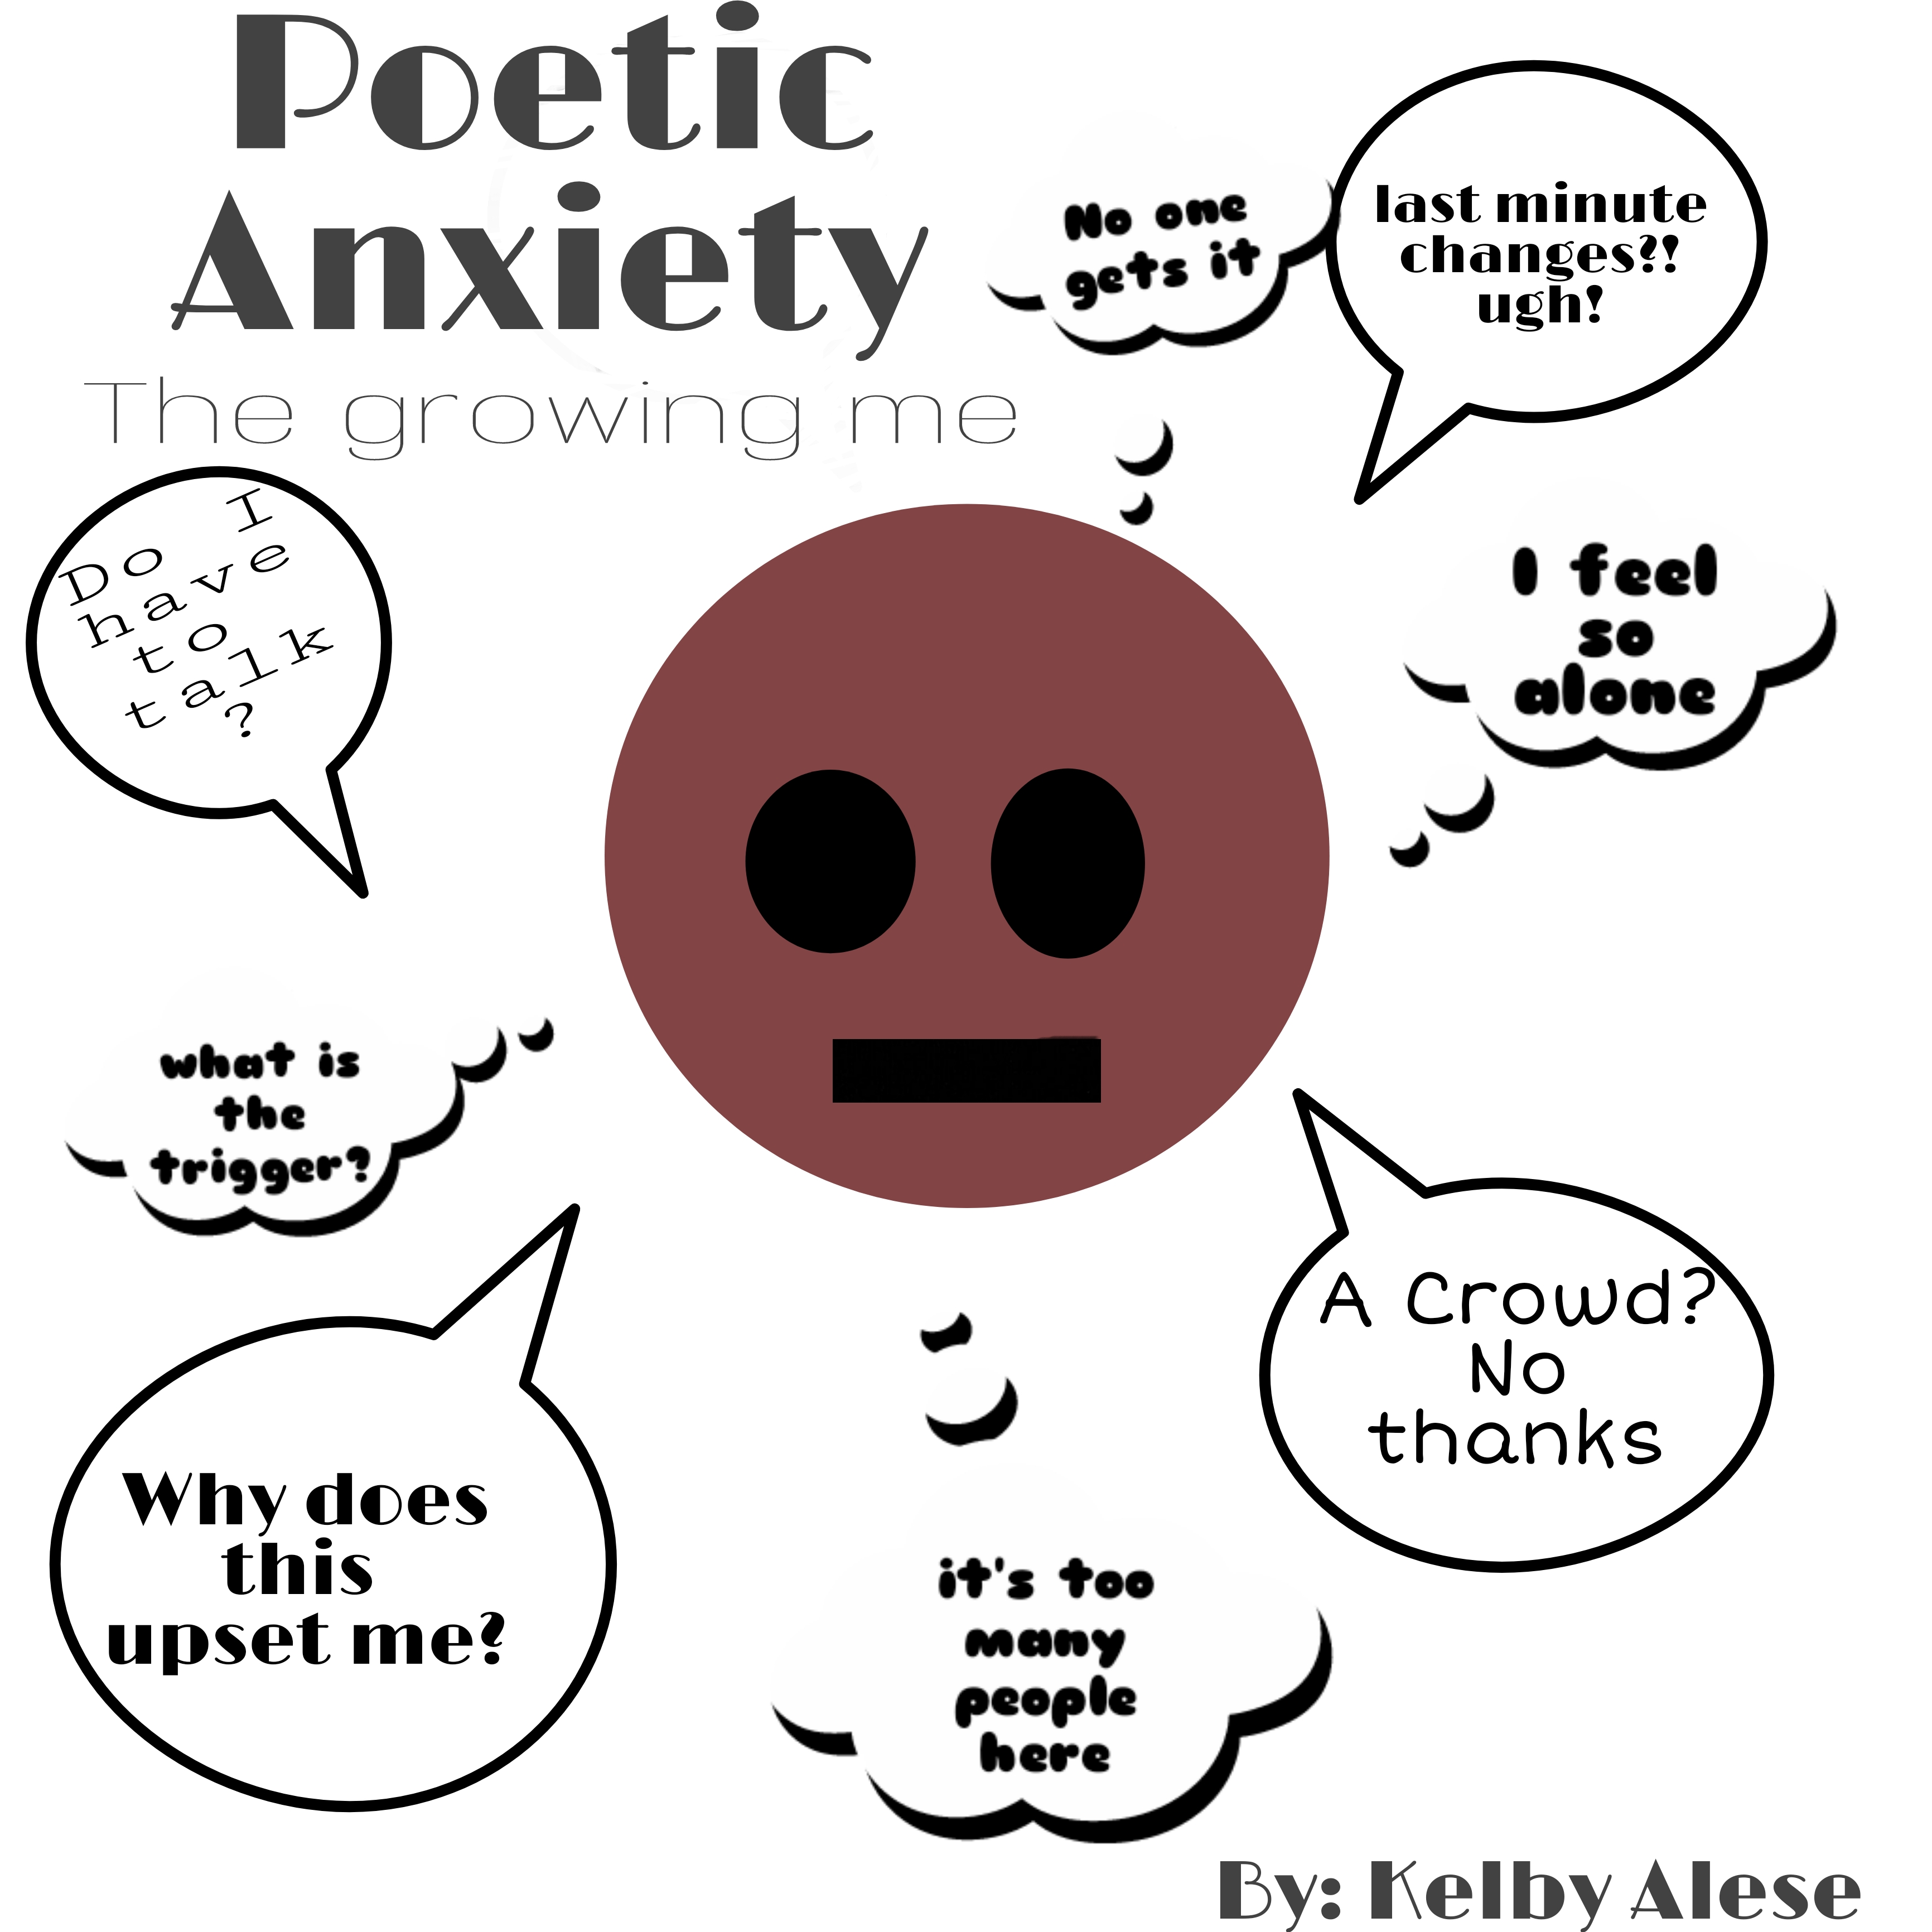 Poetic
Anxiety
The growing me
No one
gets it
last minute
changes?!
ugh!
Do I
have
to
talk
?
I feel
so
alone
what is
the
trigger?
A Crowd?
No
thanks
Why does
this
upset me?
it's too
many
people
here
By: Kelby Alese